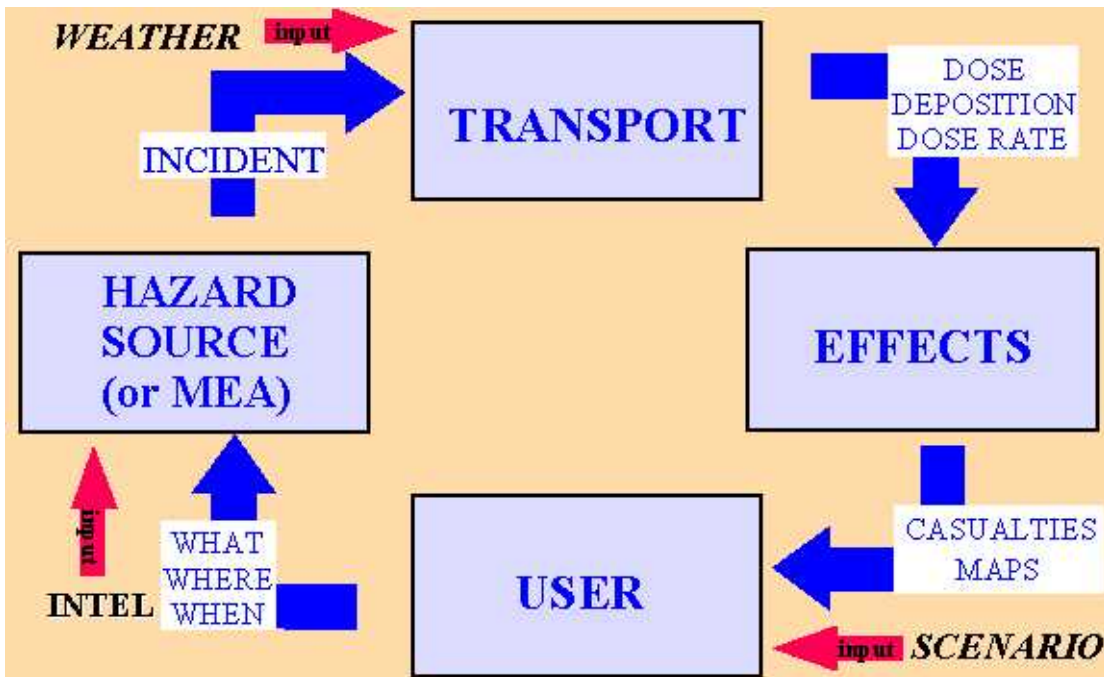 WEATHER input
TRANSPORT
DOSE
DEPOSITION
DOSE RATE
INCIDENT
HAZARD
SOURCE
(or MEA)
EFFECTS
input
INTEL
WHAT
WHERE
WHEN
USER
CASUALTIES
MAPS
input SCENARIO